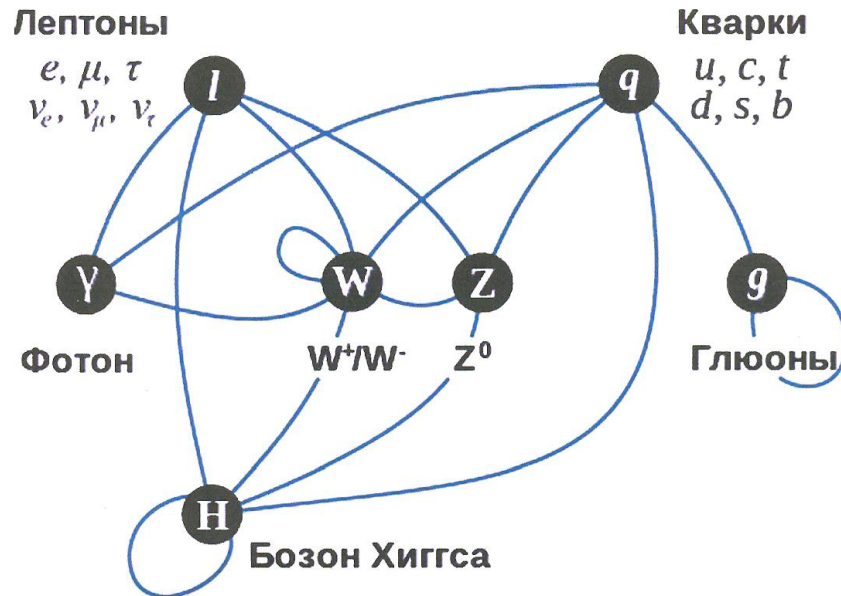 Лептоны
e, μ, τ
νe, νμ, ντ
l
Кварки
u, c, t
d, s, b
q
γ
W
Z
g
Фотон
W⁺/W⁻
Z⁰
Глюоны
H
Бозон Хиггса